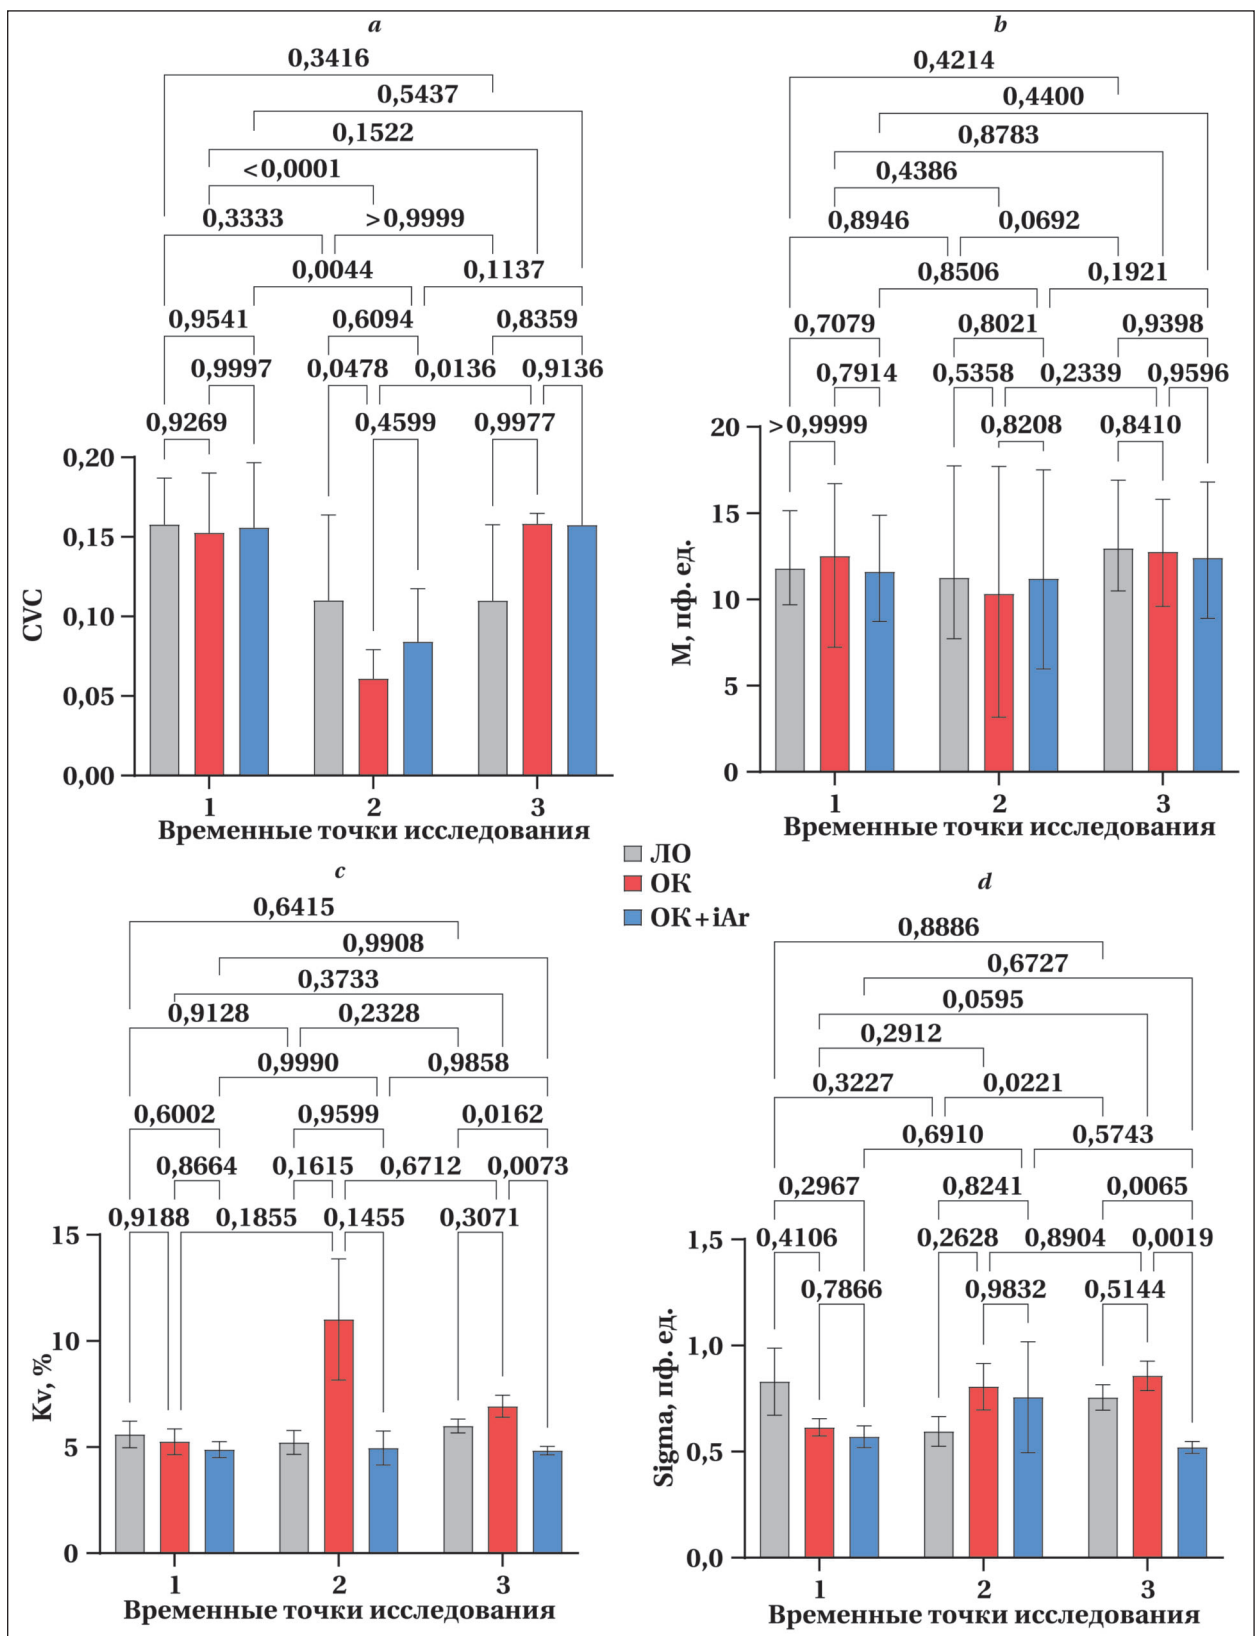 a
0,3416
0,5437
0,1522
<0,0001
0,3333 >0,9999
0,0044 0,1137
0,9541 0,6094 0,8359
0,9997 0,0478 0,0136 0,9136
0,9269 0,4599 0,9977
0,20
0,15
0,10
0,05
0,00
CVC
1 2 3
Временные точки исследования
b
0,4214
0,4400
0,8783
0,4386
0,8946 0,0692
0,8506 0,1921
0,7079 0,8021 0,9398
0,7914 0,5358 0,2339 0,9596
>0,9999 0,8208 0,8410
20
15
10
5
0
М, пф. ед.
1 2 3
Временные точки исследования
ЛО
ОК
ОК+iAr
c
0,6415
0,9908
0,3733
0,9128 0,2328
0,9990 0,9858
0,6002 0,9599 0,0162
0,8664 0,1615 0,6712 0,0073
0,9188 0,1855 0,1455 0,3071
15
10
5
0
Kv, %
1 2 3
Временные точки исследования
d
0,8886
0,6727
0,0595
0,2912
0,3227 0,0221
0,6910 0,5743
0,2967 0,8241 0,0065
0,4106 0,2628 0,8904 0,0019
0,7866 0,9832 0,5144
1,5
1,0
0,5
0,0
Sigma, пф. ед.
1 2 3
Временные точки исследования